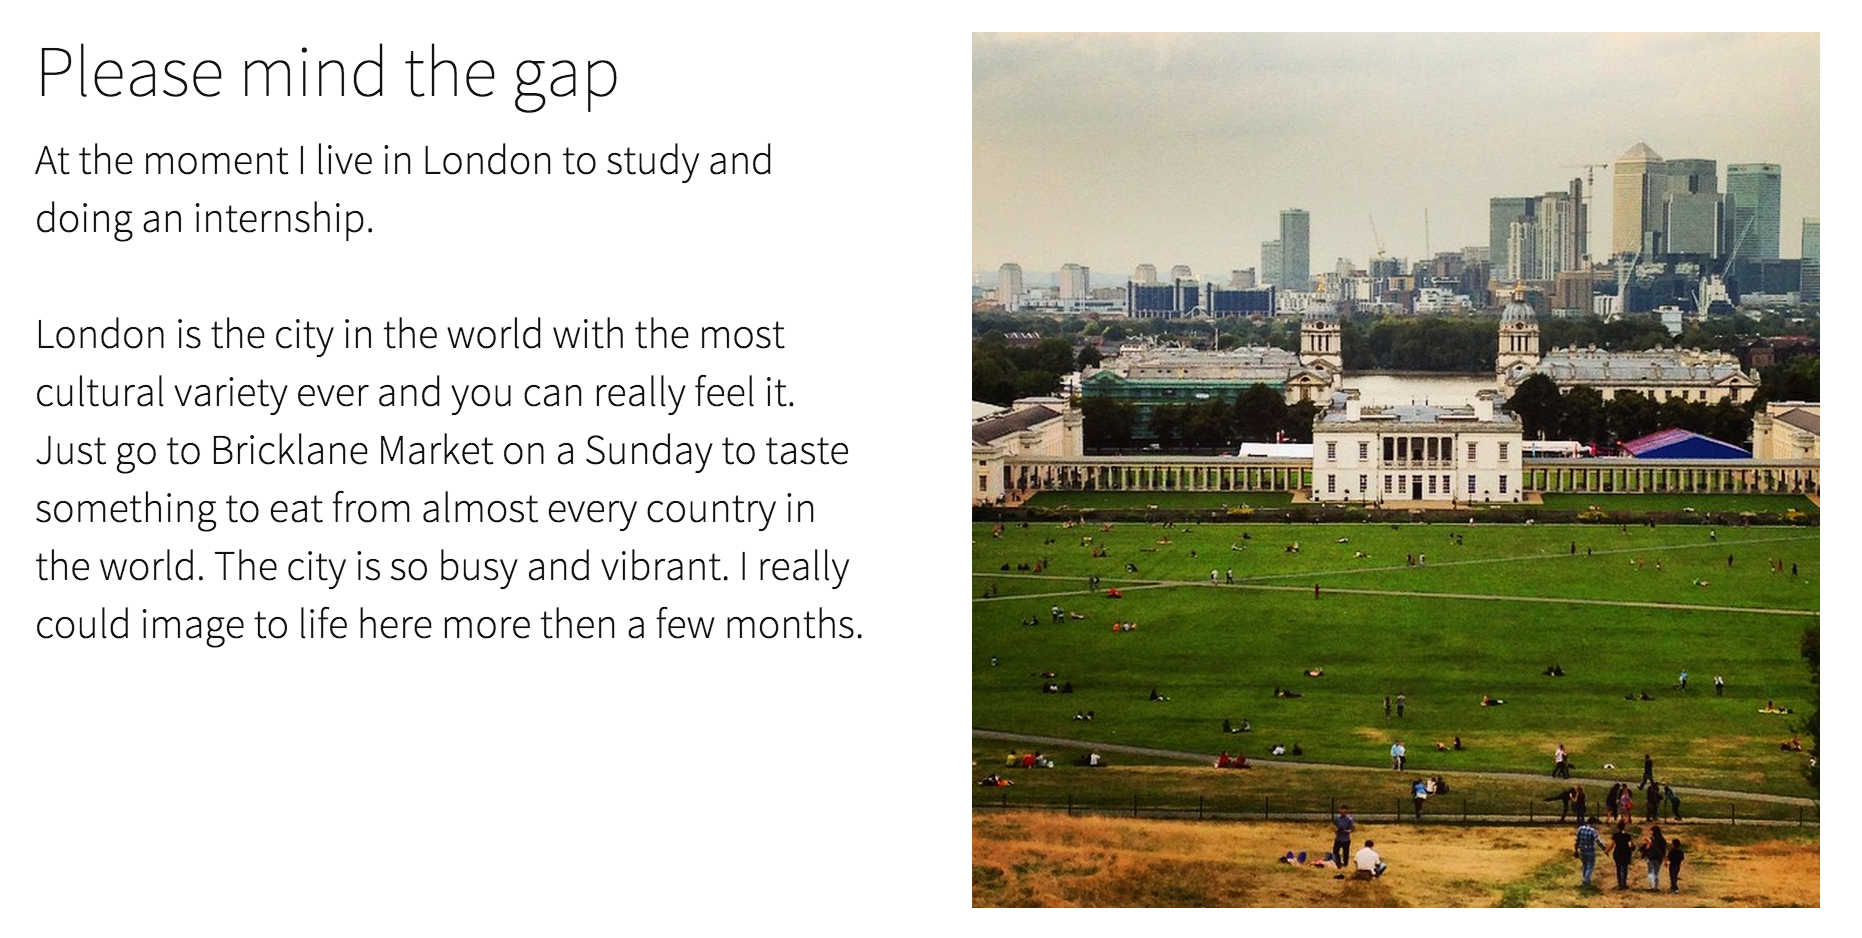 Please mind the gap
At the moment I live in London to study and
doing an internship.
London is the city in the world with the most
cultural variety ever and you can really feel it.
Just go to Bricklane Market on a Sunday to taste
something to eat from almost every country in
the world. The city is so busy and vibrant. I really
could image to life here more then a few months.